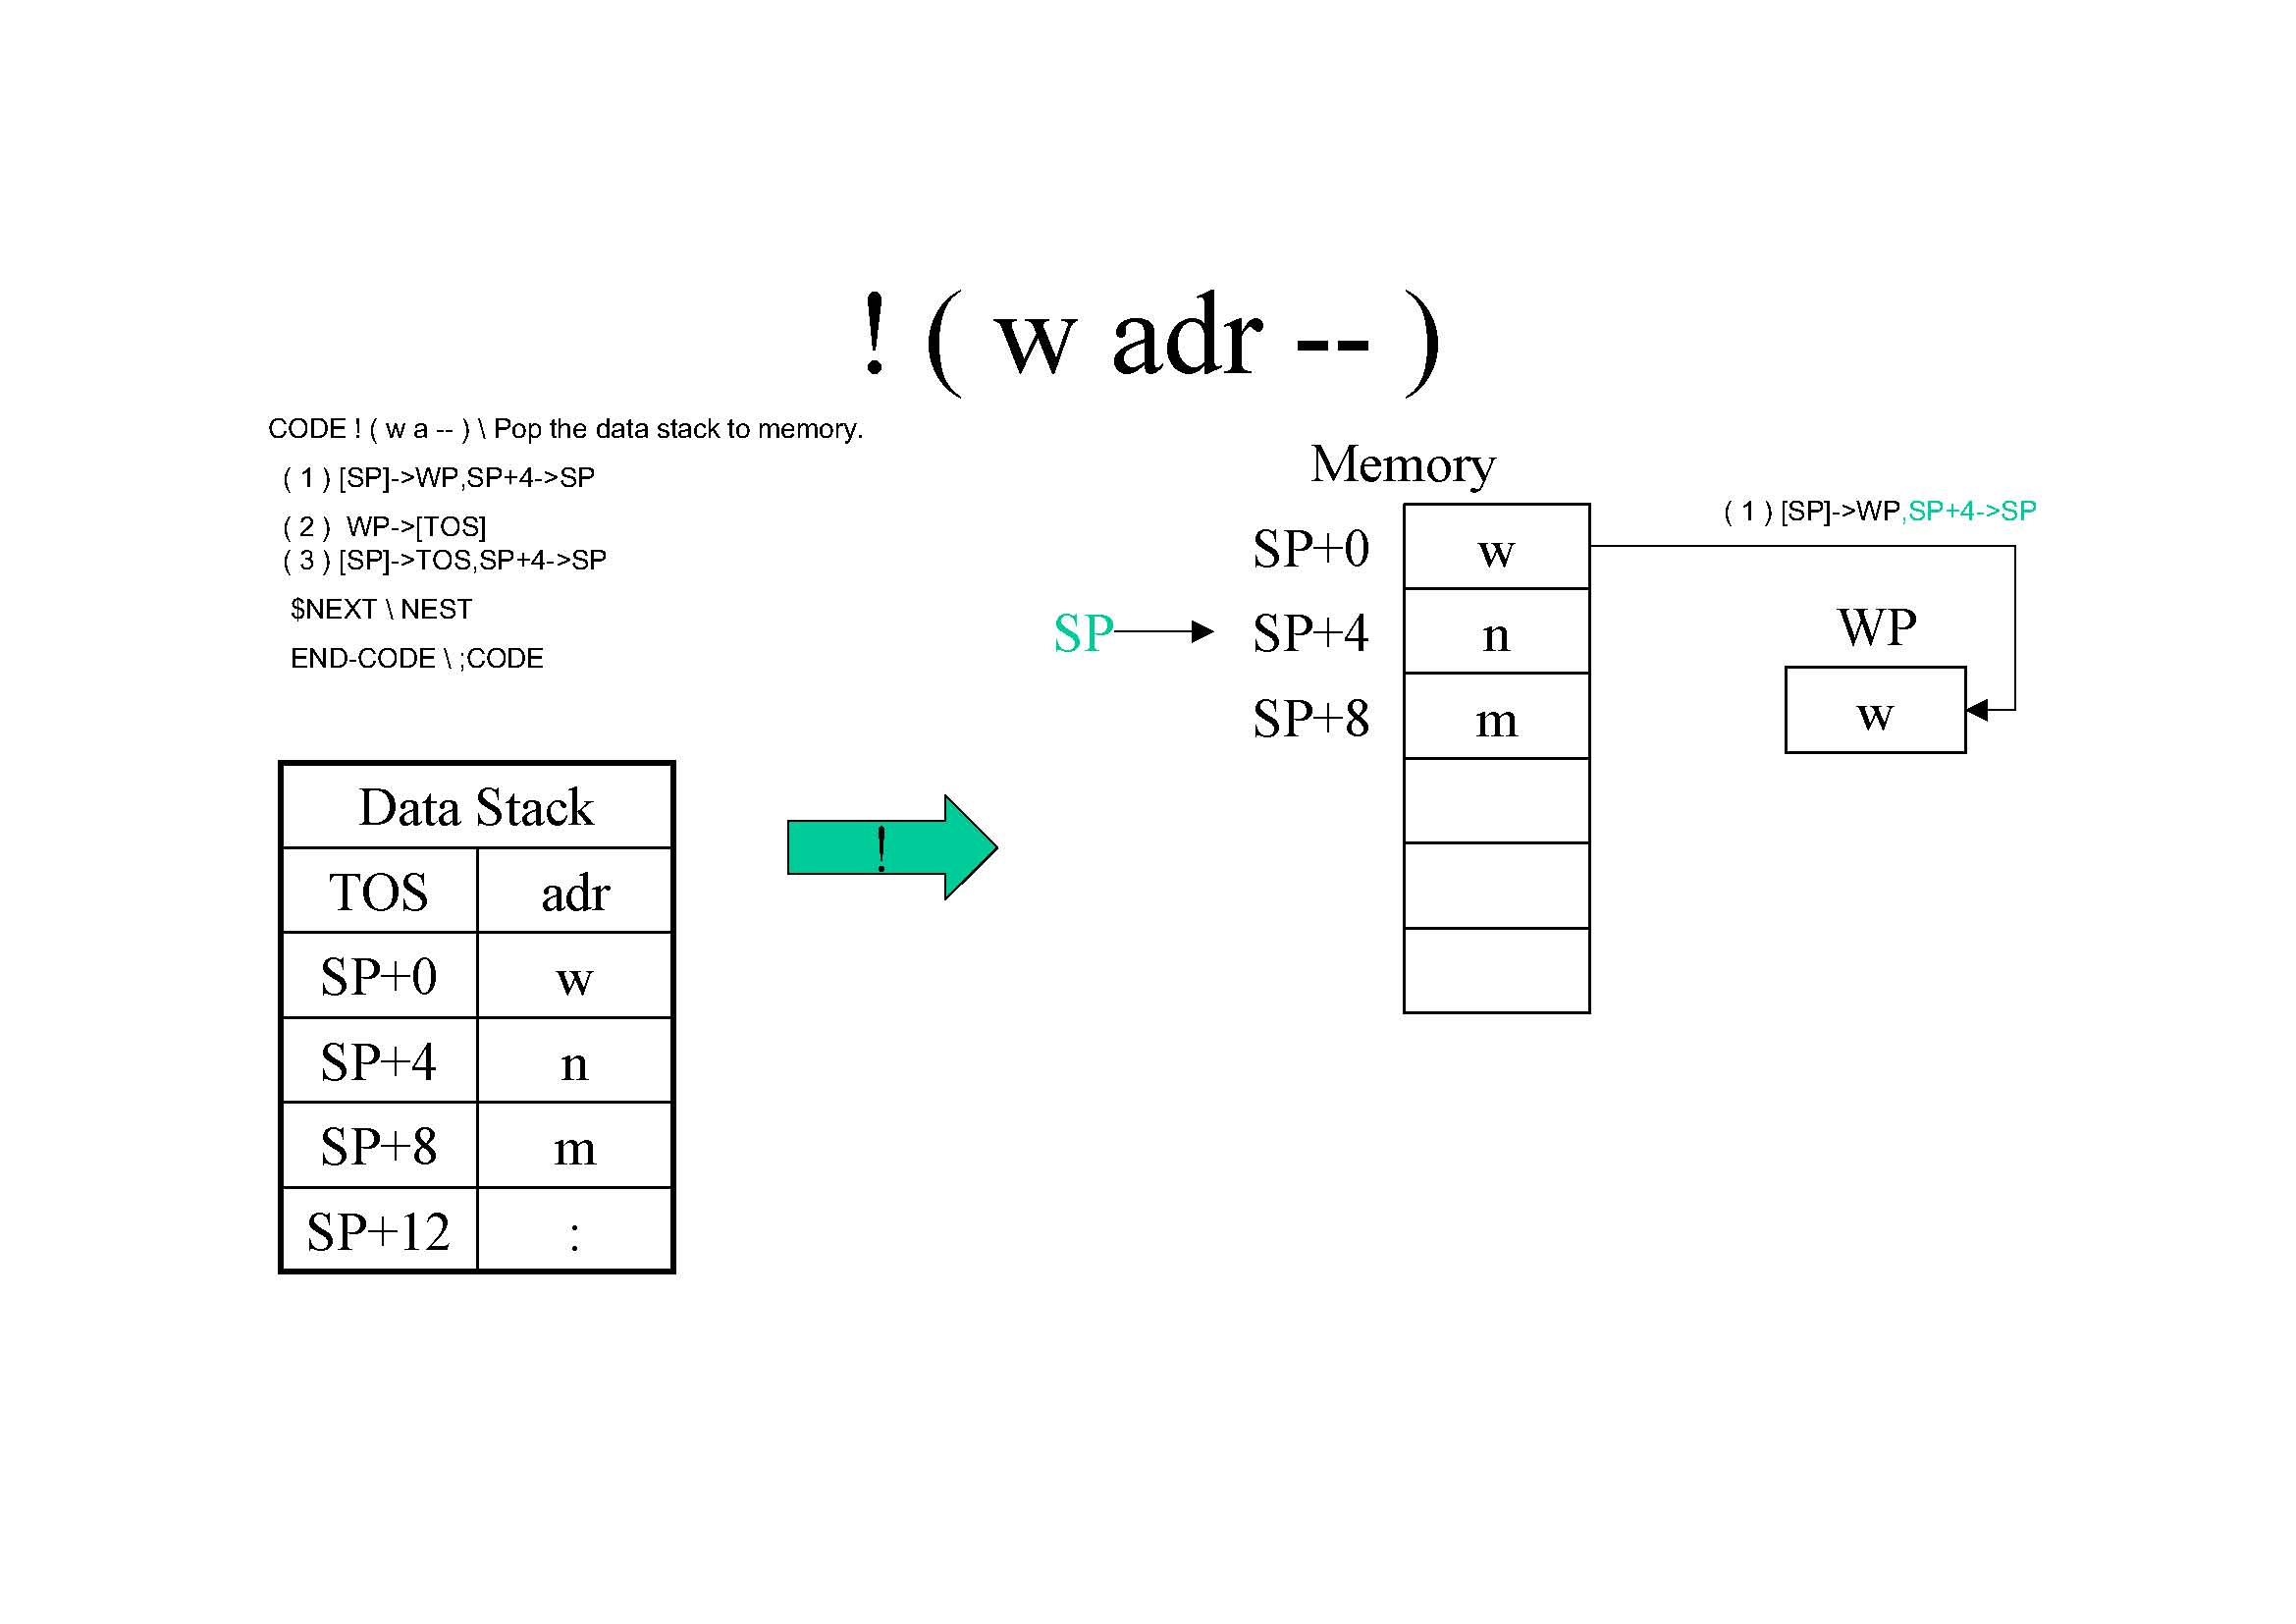 ! ( w adr -- )
CODE ! ( w a -- ) \ Pop the data stack to memory.
( 1 ) [SP]->WP,SP+4->SP
( 2 )  WP->[TOS]
( 3 ) [SP]->TOS,SP+4->SP
$NEXT \ NEST
END-CODE \ ;CODE
Data Stack
TOS adr
SP+0 w
SP+4 n
SP+8 m
SP+12 :
!
Memory
SP+0 w
SP SP+4 n
SP+8 m
( 1 ) [SP]->WP,SP+4->SP
WP
w